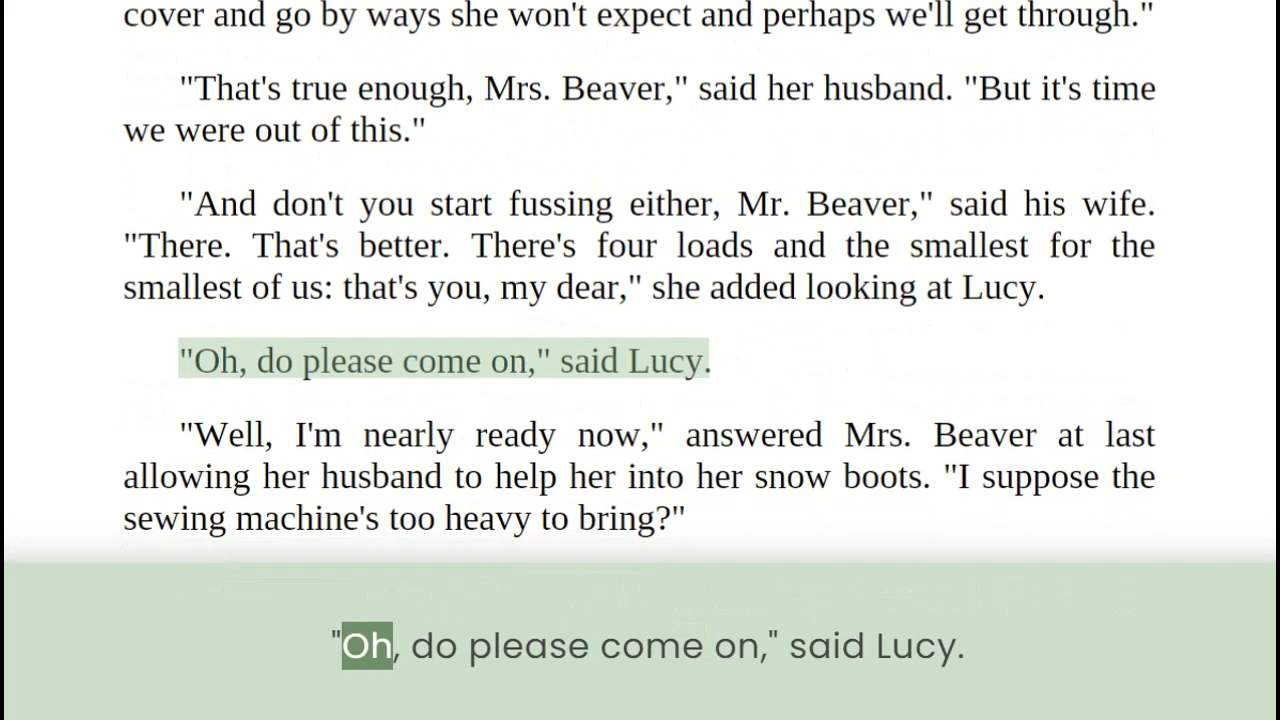 cover and go by ways she won't expect and perhaps we'll get through."
"That's true enough, Mrs. Beaver," said her husband. "But it's time
we were out of this."
"And don't you start fussing either, Mr. Beaver," said his wife.
"There. That's better. There's four loads and the smallest for the
smallest of us: that's you, my dear," she added looking at Lucy.
"Oh, do please come on," said Lucy.
"Well, I'm nearly ready now," answered Mrs. Beaver at last
allowing her husband to help her into her snow boots. "I suppose the
sewing machine's too heavy to bring?"
"Oh, do please come on," said Lucy.